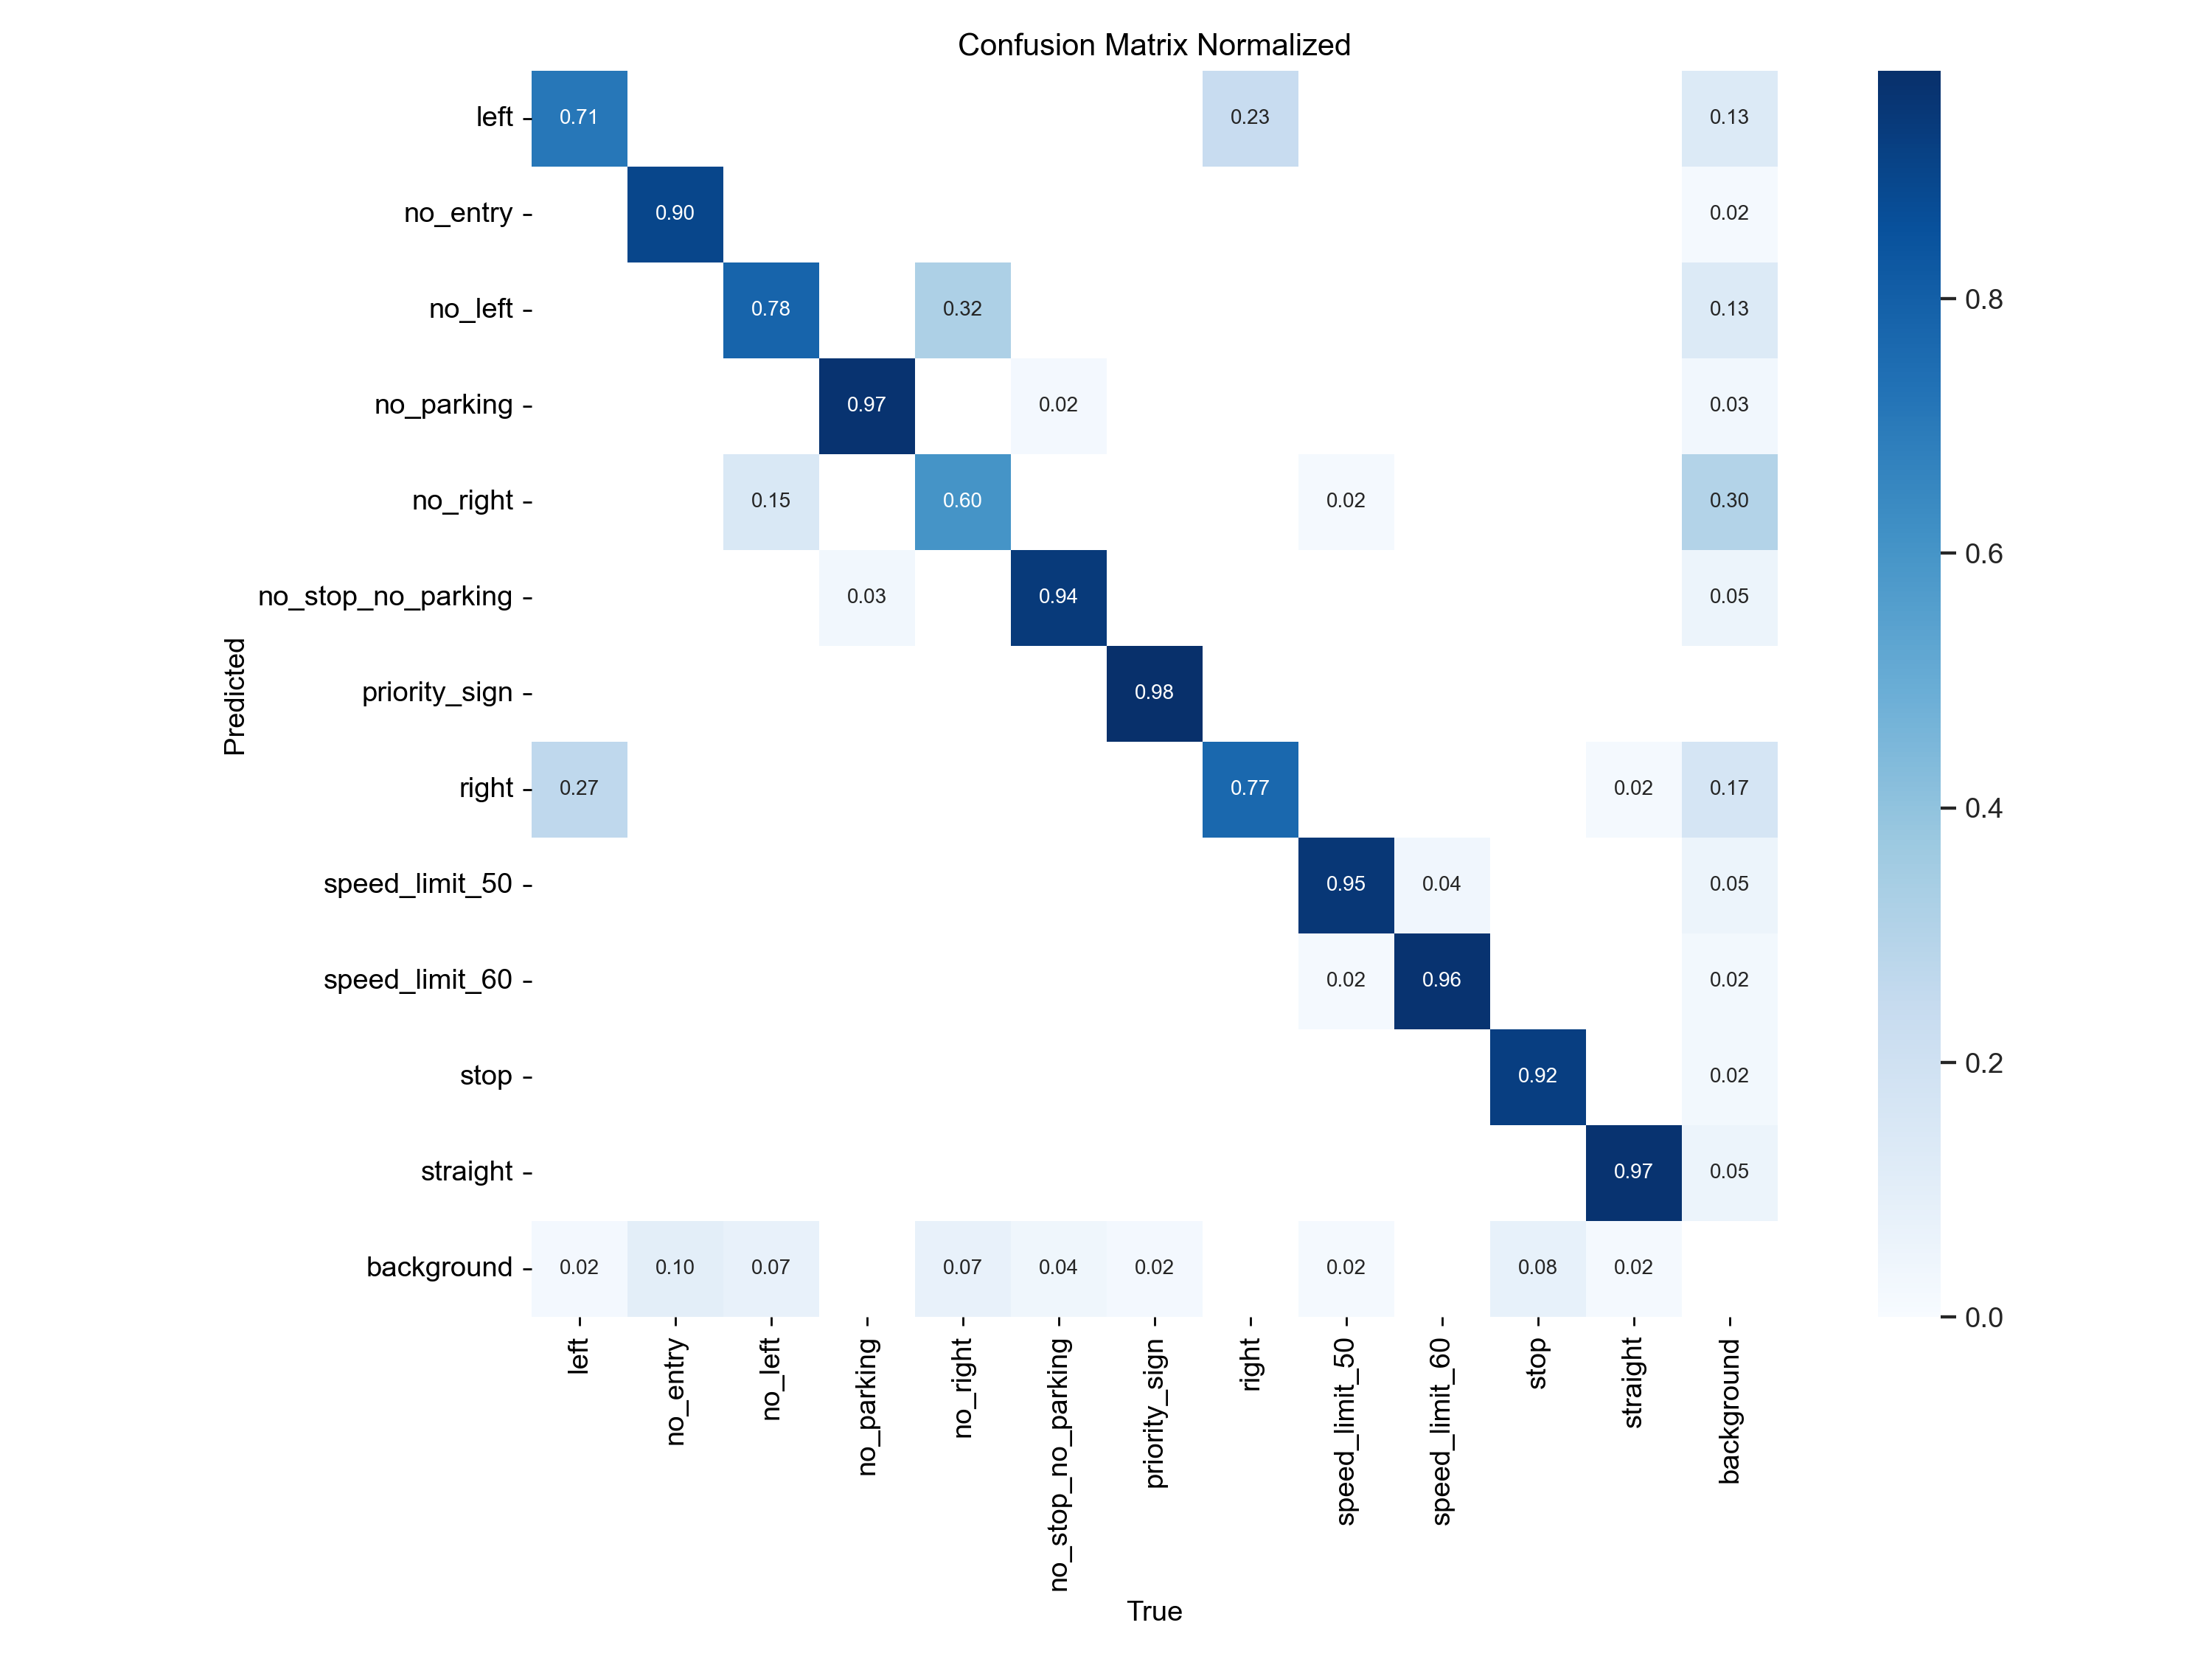 Confusion Matrix Normalized
left 0.71 0.23 0.13
no_entry 0.90 0.02
no_left 0.78 0.32 0.13
no_parking 0.97 0.02 0.03
no_right 0.15 0.60 0.02 0.30
no_stop_no_parking 0.03 0.94 0.05
priority_sign 0.98
right 0.27 0.77 0.02 0.17
speed_limit_50 0.95 0.04 0.05
speed_limit_60 0.02 0.96 0.02
stop 0.92 0.02
straight 0.97 0.05
background 0.02 0.10 0.07 0.07 0.04 0.02 0.02 0.08 0.02
Predicted
left
no_entry
no_left
no_parking
no_right
no_stop_no_parking
priority_sign
right
speed_limit_50
speed_limit_60
stop
straight
background
True
0.8
0.6
0.4
0.2
0.0